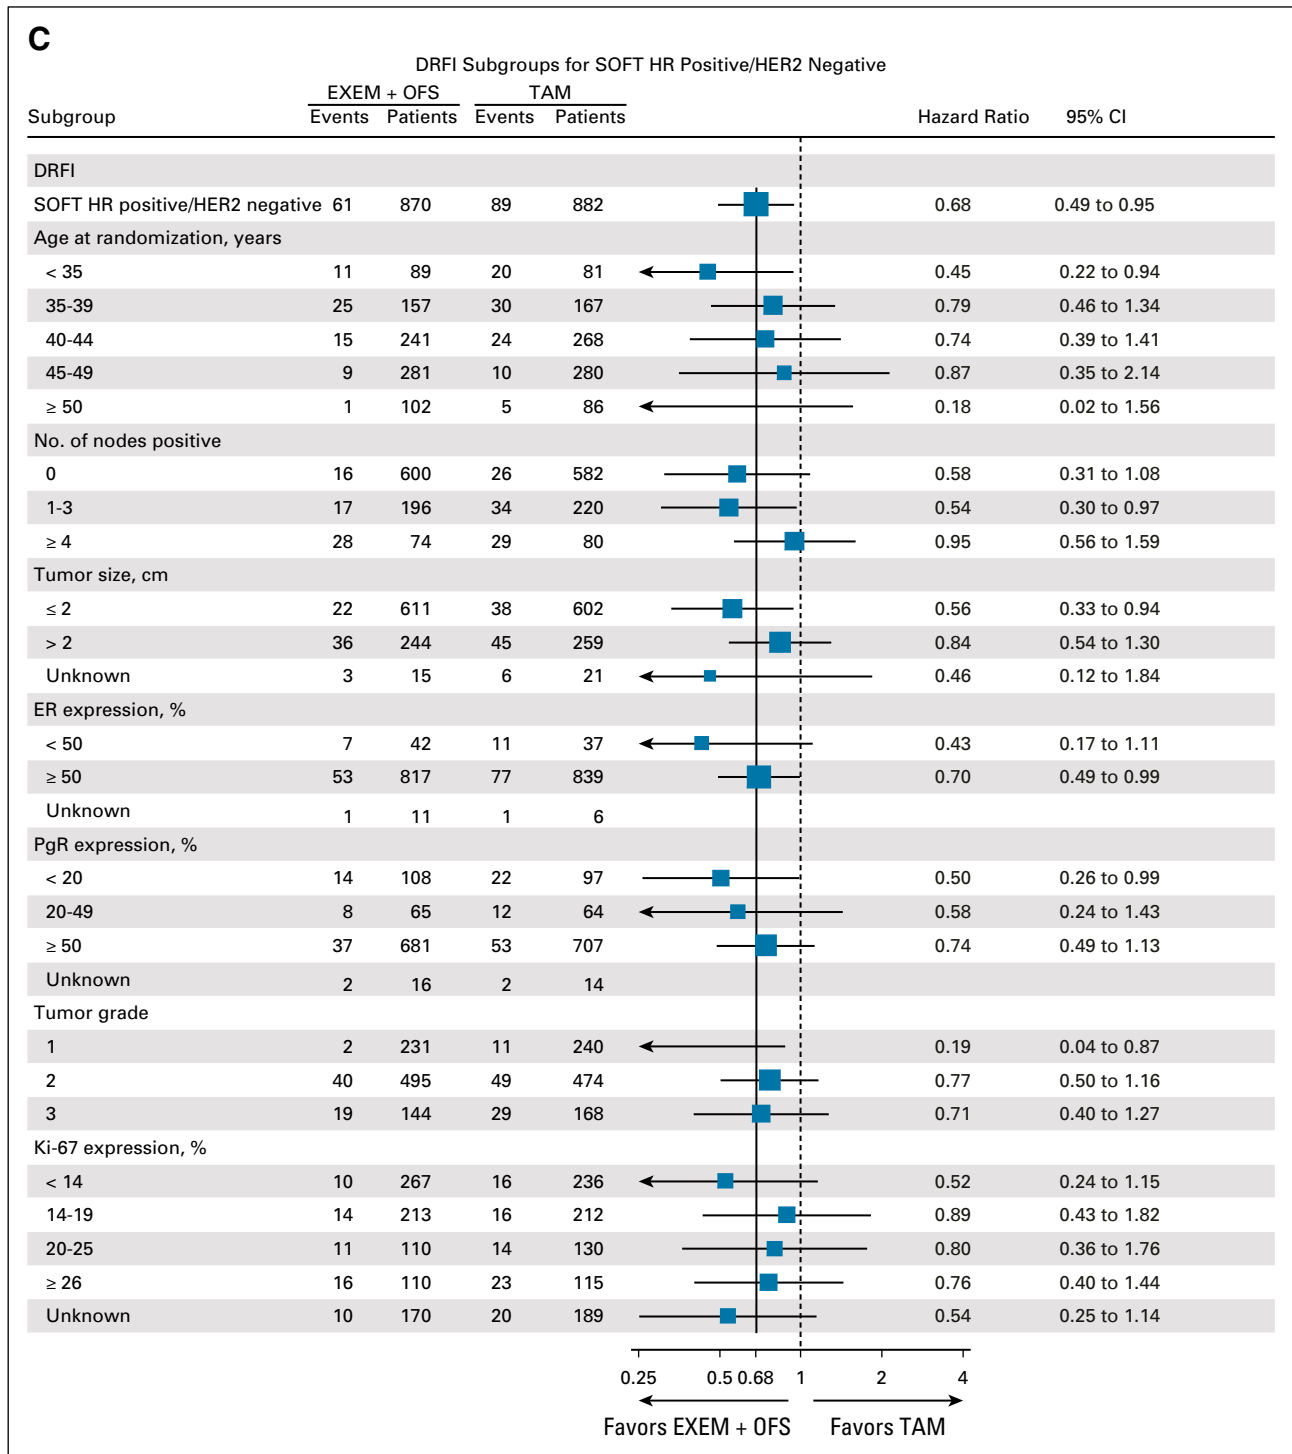 C
DRFI Subgroups for SOFT HR Positive/HER2 Negative
EXEM + OFS TAM
Subgroup Events Patients Events Patients Hazard Ratio 95% CI
DRFI
SOFT HR positive/HER2 negative 61 870 89 882 0.68 0.49 to 0.95
Age at randomization, years
< 35 11 89 20 81 0.45 0.22 to 0.94
35-39 25 157 30 167 0.79 0.46 to 1.34
40-44 15 241 24 268 0.74 0.39 to 1.41
45-49 9 281 10 280 0.87 0.35 to 2.14
≥ 50 1 102 5 86 0.18 0.02 to 1.56
No. of nodes positive
0 16 600 26 582 0.58 0.31 to 1.08
1-3 17 196 34 220 0.54 0.30 to 0.97
≥ 4 28 74 29 80 0.95 0.56 to 1.59
Tumor size, cm
≤ 2 22 611 38 602 0.56 0.33 to 0.94
> 2 36 244 45 259 0.84 0.54 to 1.30
Unknown 3 15 6 21 0.46 0.12 to 1.84
ER expression, %
< 50 7 42 11 37 0.43 0.17 to 1.11
≥ 50 53 817 77 839 0.70 0.49 to 0.99
Unknown 1 11 1 6
PgR expression, %
< 20 14 108 22 97 0.50 0.26 to 0.99
20-49 8 65 12 64 0.58 0.24 to 1.43
≥ 50 37 681 53 707 0.74 0.49 to 1.13
Unknown 2 16 2 14
Tumor grade
1 2 231 11 240 0.19 0.04 to 0.87
2 40 495 49 474 0.77 0.50 to 1.16
3 19 144 29 168 0.71 0.40 to 1.27
Ki-67 expression, %
< 14 10 267 16 236 0.52 0.24 to 1.15
14-19 14 213 16 212 0.89 0.43 to 1.82
20-25 11 110 14 130 0.80 0.36 to 1.76
≥ 26 16 110 23 115 0.76 0.40 to 1.44
Unknown 10 170 20 189 0.54 0.25 to 1.14
0.25 0.5 0.68 1 2 4
Favors EXEM + OFS Favors TAM